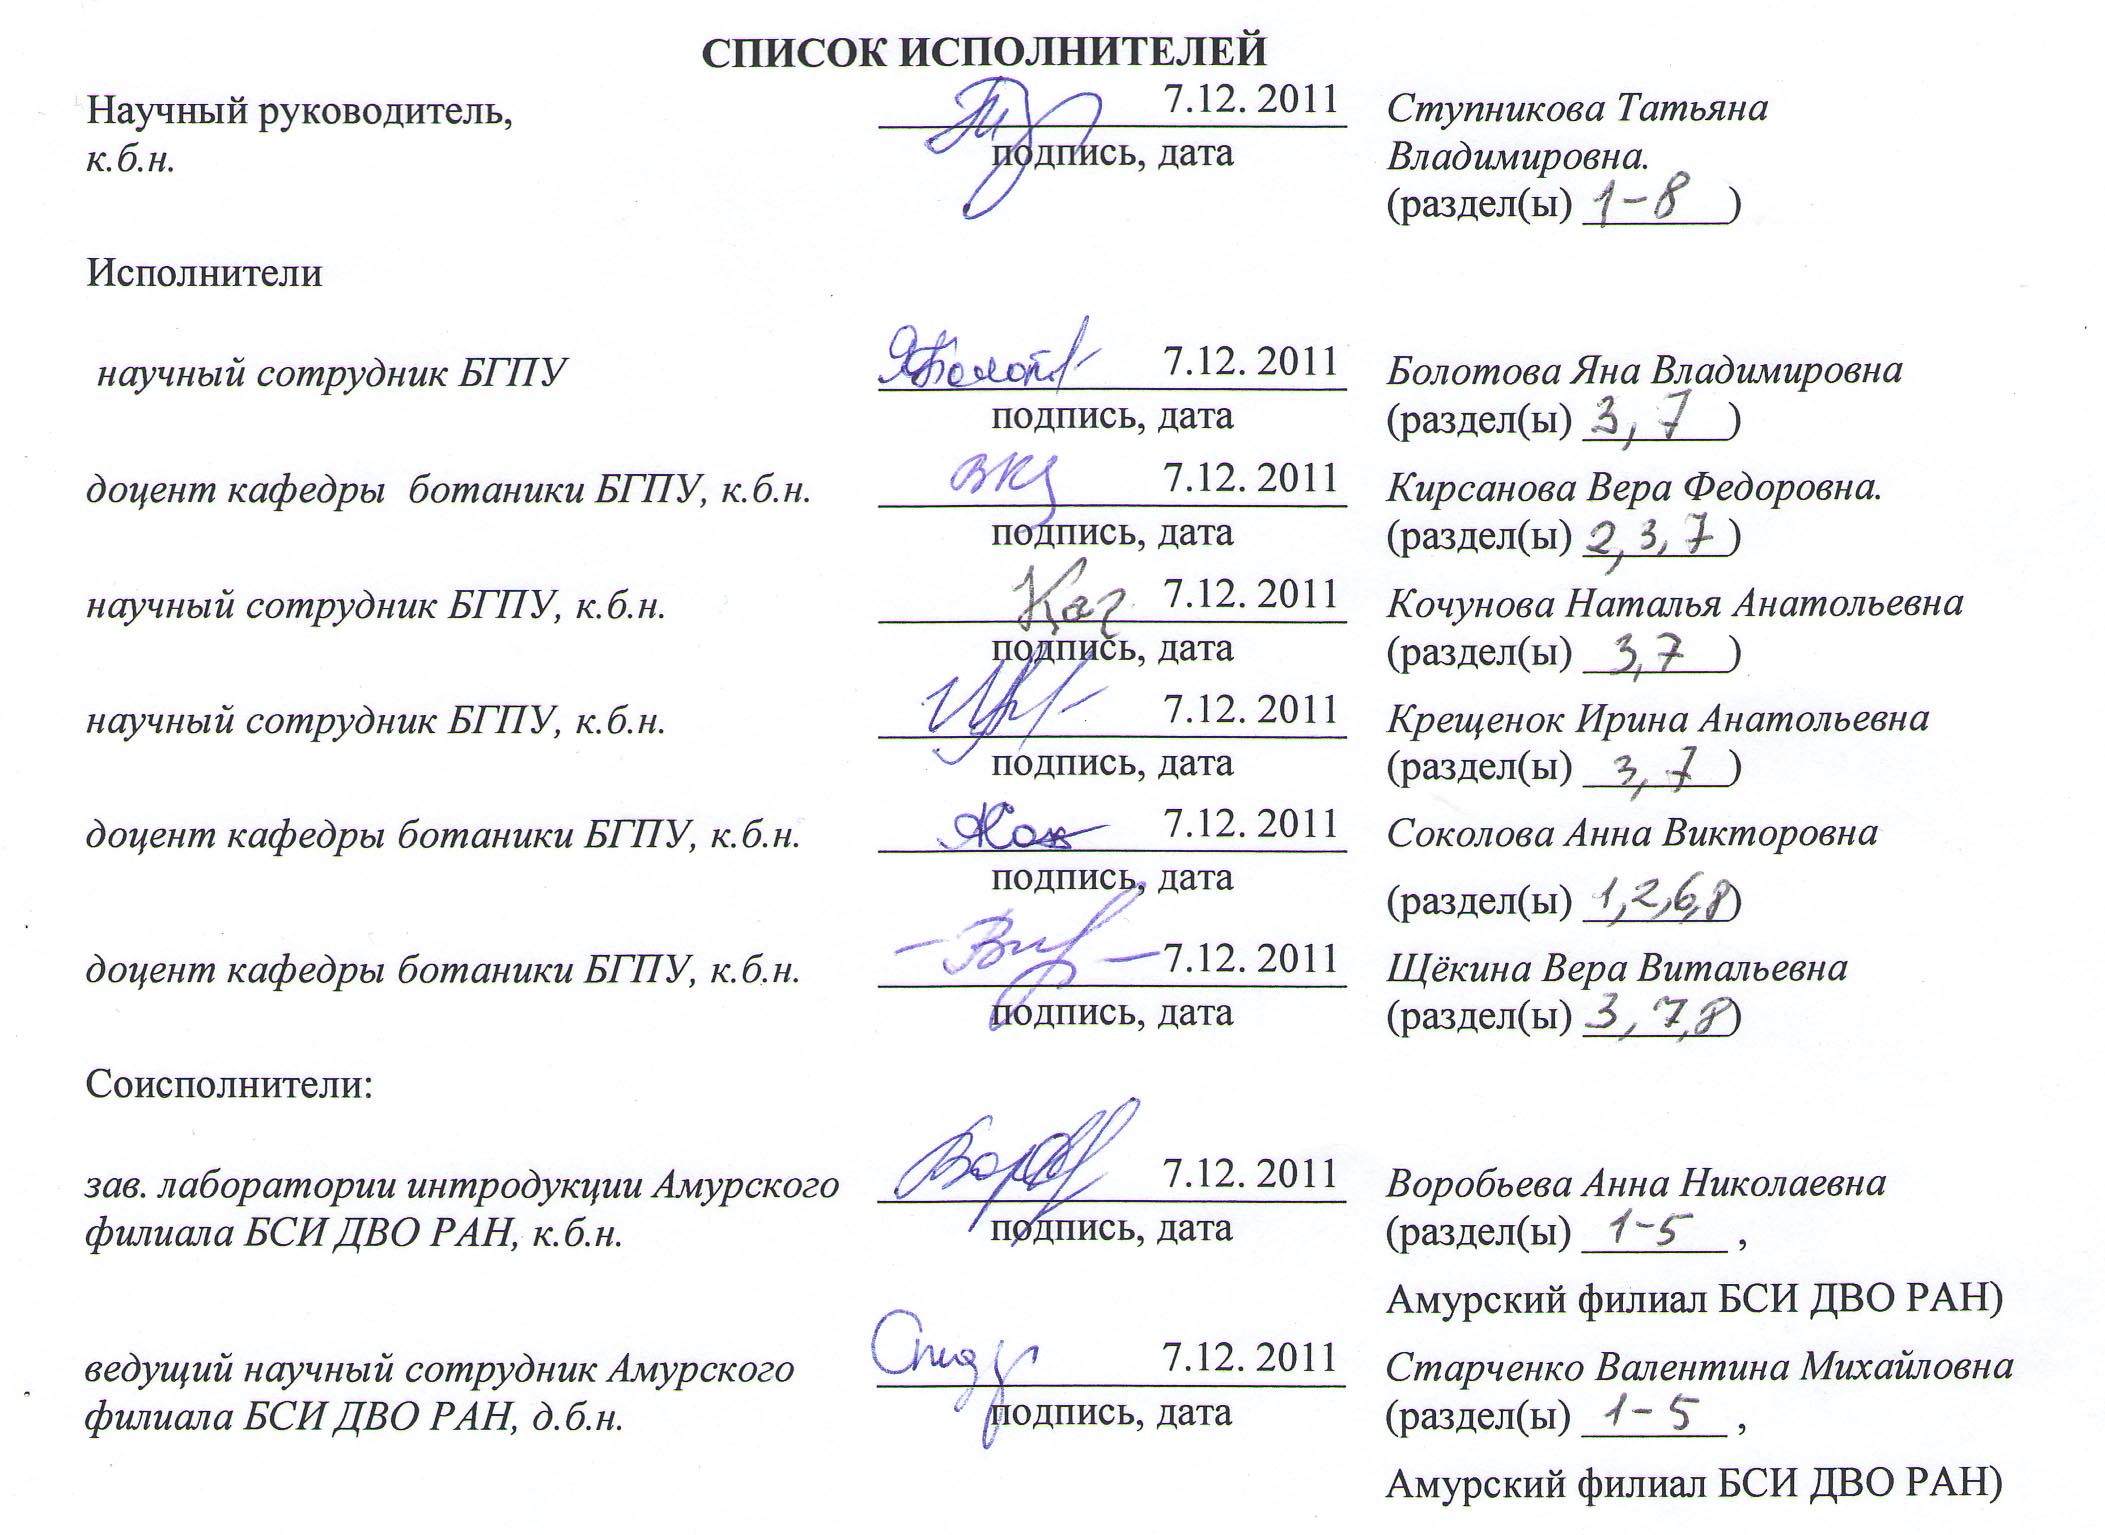 СПИСОК ИСПОЛНИТЕЛЕЙ
Научный руководитель, 7.12. 2011 Ступникова Татьяна
к.б.н. подпись, дата Владимировна.
(раздел(ы) 1-8)
Исполнители
научный сотрудник БГПУ 7.12. 2011 Болотова Яна Владимировна
подпись, дата (раздел(ы) 3, 7)
доцент кафедры ботаники БГПУ, к.б.н. 7.12. 2011 Кирсанова Вера Федоровна.
подпись, дата (раздел(ы) 2, 3, 7)
научный сотрудник БГПУ, к.б.н. 7.12. 2011 Кочунова Наталья Анатольевна
подпись, дата (раздел(ы) 3,7)
научный сотрудник БГПУ, к.б.н. 7.12. 2011 Крещенок Ирина Анатольевна
подпись, дата (раздел(ы) 3, 7)
доцент кафедры ботаники БГПУ, к.б.н. 7.12. 2011 Соколова Анна Викторовна
подпись, дата (раздел(ы) 1,2,6,8)
доцент кафедры ботаники БГПУ, к.б.н. 7.12. 2011 Щёкина Вера Витальевна
подпись, дата (раздел(ы) 3, 7,8)
Соисполнители:
зав. лаборатории интродукции Амурского 7.12. 2011 Воробьева Анна Николаевна
филиала БСИ ДВО РАН, к.б.н. подпись, дата (раздел(ы) 1-5 ,
Амурский филиал БСИ ДВО РАН)
ведущий научный сотрудник Амурского 7.12. 2011 Старченко Валентина Михайловна
филиала БСИ ДВО РАН, д.б.н. подпись, дата (раздел(ы) 1-5 ,
Амурский филиал БСИ ДВО РАН)